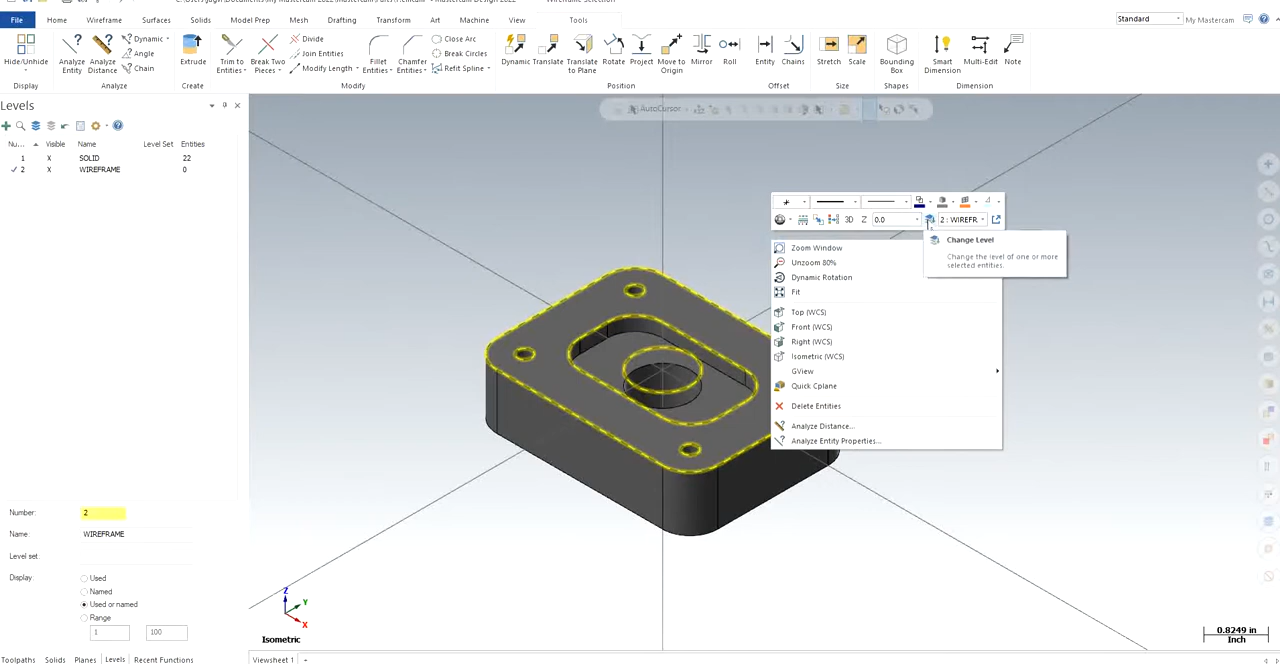 Wireframe Selection
File Home Wireframe Surfaces Solids Model Prep Mesh Drafting Transform Art Machine View Tools Standard My Mastercam
Hide/Unhide Analyze Entity Analyze Distance Dynamic Angle Chain Extrude Trim to Entities Break Two Pieces Divide Join Entities Modify Length Fillet Entities Chamfer Entities Close Arc Break Circles Refit Spline Dynamic Translate Translate to Plane Rotate Project Move to Origin Mirror Roll Entity Chains Stretch Scale Bounding Box Smart Dimension Multi-Edit Note
Display Analyze Create Modify Position Offset Size Shapes Dimension
Levels
AutoCursor
Nu... Visible Name Level Set Entities
1 X SOLID 22
2 X WIREFRAME 0
3D Z 0.0 2 : WIREFR
Change Level
Change the level of one or more
selected entities.
Zoom Window
Unzoom 80%
Dynamic Rotation
Fit
Top (WCS)
Front (WCS)
Right (WCS)
Isometric (WCS)
GView
Quick Cplane
Delete Entities
Analyze Distance...
Analyze Entity Properties...
Number: 2
Name: WIREFRAME
Level set:
Display: Used
Named
Used or named
Range
1 100
Z
Y
X
Isometric
0.8249 in
Inch
Toolpaths Solids Planes Levels Recent Functions Viewsheet 1